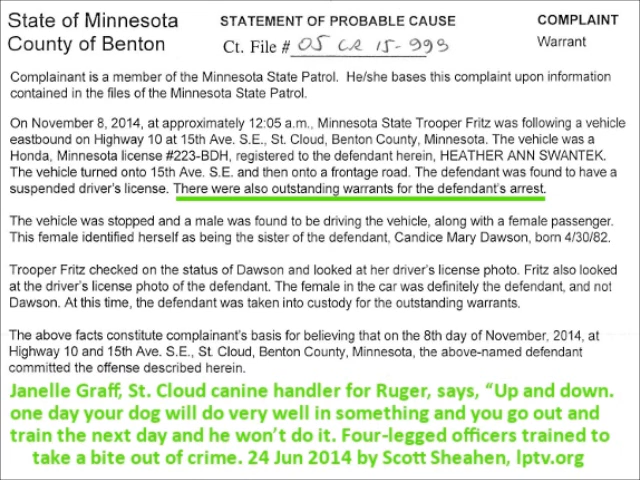 State of Minnesota
County of Benton
STATEMENT OF PROBABLE CAUSE
Ct. File # 05 CR 15-999
COMPLAINT
Warrant
Complainant is a member of the Minnesota State Patrol. He/she bases this complaint upon information
contained in the files of the Minnesota State Patrol.
On November 8, 2014, at approximately 12:05 a.m., Minnesota State Trooper Fritz was following a vehicle
eastbound on Highway 10 at 15th Ave. S.E., St. Cloud, Benton County, Minnesota. The vehicle was a
Honda, Minnesota license #223-BDH, registered to the defendant herein, HEATHER ANN SWANTEK.
The vehicle turned onto 15th Ave. S.E. and then onto a frontage road. The defendant was found to have a
suspended driver's license. There were also outstanding warrants for the defendant's arrest.
The vehicle was stopped and a male was found to be driving the vehicle, along with a female passenger.
This female identified herself as being the sister of the defendant, Candice Mary Dawson, born 4/30/82.
Trooper Fritz checked on the status of Dawson and looked at her driver's license photo. Fritz also looked
at the driver's license photo of the defendant. The female in the car was definitely the defendant, and not
Dawson. At this time, the defendant was taken into custody for the outstanding warrants.
The above facts constitute complainant's basis for believing that on the 8th day of November, 2014, at
Highway 10 and 15th Ave. S.E., St. Cloud, Benton County, Minnesota, the above-named defendant
committed the offense described herein.
Janelle Graff, St. Cloud canine handler for Ruger, says, "Up and down.
one day your dog will do very well in something and you go out and
train the next day and he won't do it. Four-legged officers trained to
take a bite out of crime. 24 Jun 2014 by Scott Sheahen, lptv.org